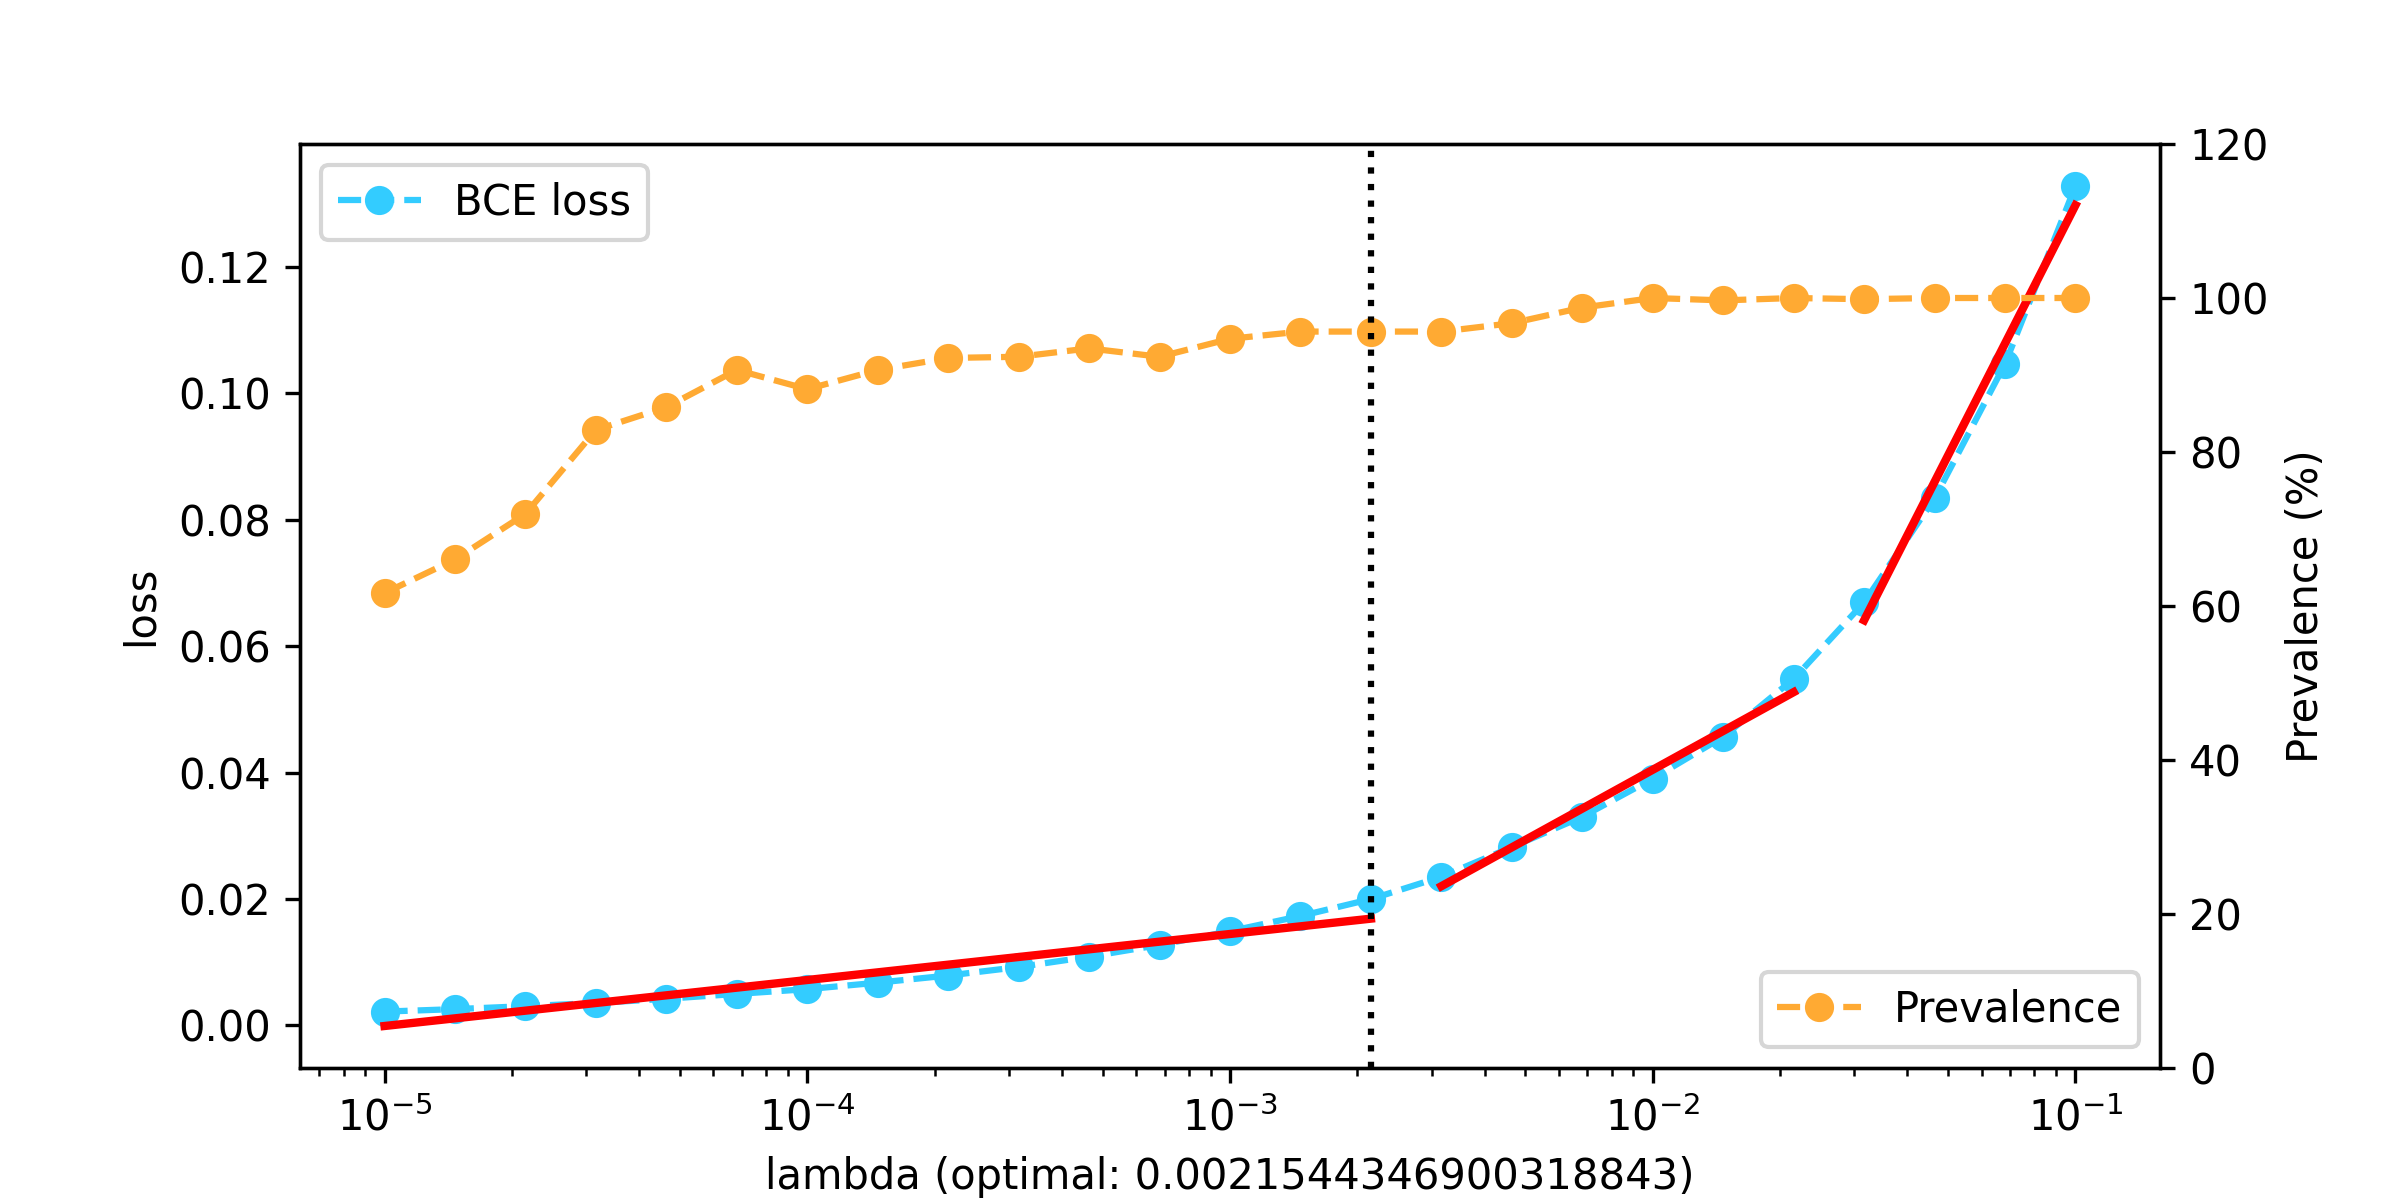 BCE loss
0.12
0.10
0.08
0.06
0.04
0.02
0.00
loss
120
100
80
60
40
20
0
Prevalence (%)
Prevalence
10⁻⁵ 10⁻⁴ 10⁻³ 10⁻² 10⁻¹
lambda (optimal: 0.0021544346900318843)